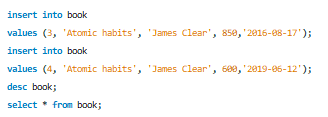 insert into book
values (3, 'Atomic habits', 'James Clear', 850,'2016-08-17');
insert into book
values (4, 'Atomic habits', 'James Clear', 600,'2019-06-12');
desc book;
select * from book;